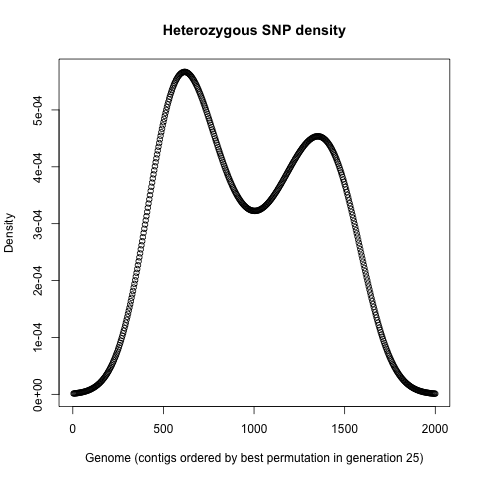 Heterozygous SNP density
Density
5e-04
4e-04
3e-04
2e-04
1e-04
0e+00
0 500 1000 1500 2000
Genome (contigs ordered by best permutation in generation 25)